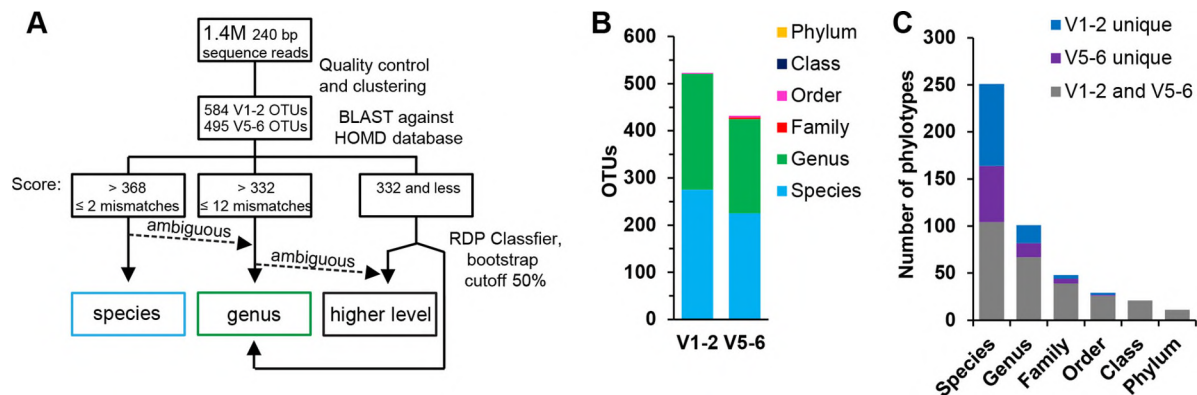 A
1.4M 240 bp
sequence reads
Quality control
and clustering
584 V1-2 OTUs
495 V5-6 OTUs
BLAST against
HOMD database
Score:
> 368
≤ 2 mismatches
> 332
≤ 12 mismatches
332 and less
ambiguous
ambiguous
RDP Classfier,
bootstrap
cutoff 50%
species
genus
higher level
B
600
500
400
300
200
100
0
OTUs
V1-2 V5-6
Phylum
Class
Order
Family
Genus
Species
C
300
250
200
150
100
50
0
Number of phylotypes
V1-2 unique
V5-6 unique
V1-2 and V5-6
Species
Genus
Family
Order
Class
Phylum